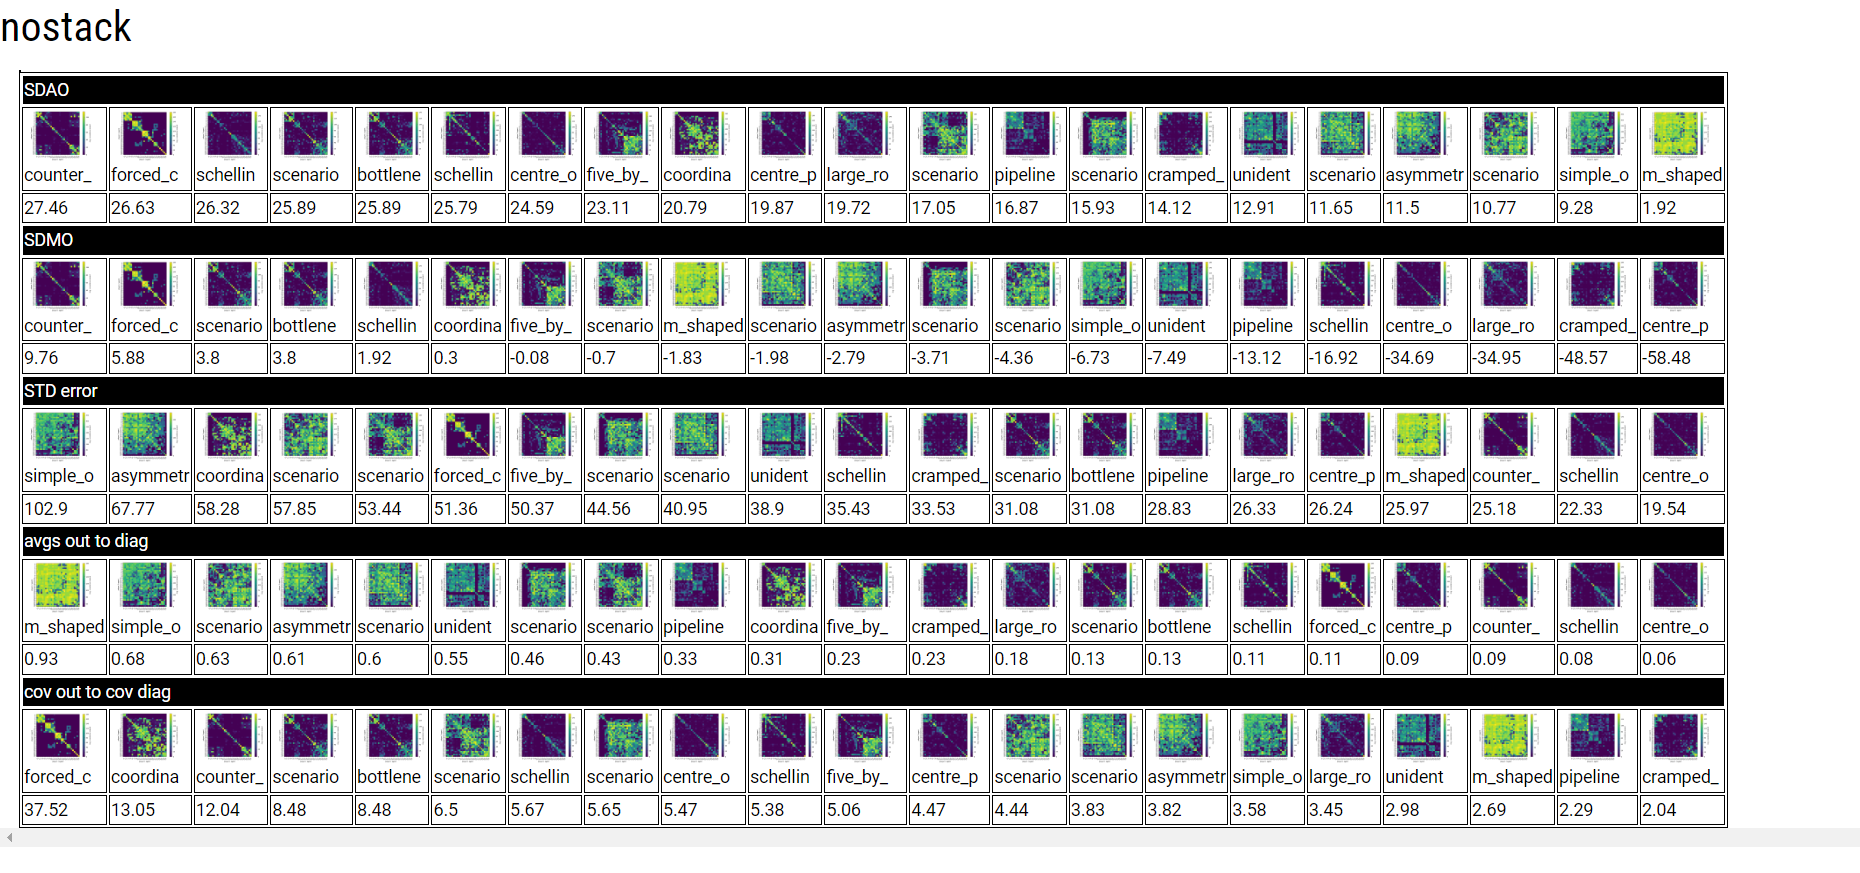 nostack
SDAO
counter_ forced_c schellin scenario bottlene schellin centre_o five_by_ coordina centre_p large_ro scenario pipeline scenario cramped_ unident scenario asymmetr scenario simple_o m_shaped
27.46 26.63 26.32 25.89 25.89 25.79 24.59 23.11 20.79 19.87 19.72 17.05 16.87 15.93 14.12 12.91 11.65 11.5 10.77 9.28 1.92
SDMO
counter_ forced_c scenario bottlene schellin coordina five_by_ scenario m_shaped scenario asymmetr scenario scenario simple_o unident pipeline schellin centre_o large_ro cramped_ centre_p
9.76 5.88 3.8 3.8 1.92 0.3 -0.08 -0.7 -1.83 -1.98 -2.79 -3.71 -4.36 -6.73 -7.49 -13.12 -16.92 -34.69 -34.95 -48.57 -58.48
STD error
simple_o asymmetr coordina scenario scenario forced_c five_by_ scenario scenario unident schellin cramped_ scenario bottlene pipeline large_ro centre_p m_shaped counter_ schellin centre_o
102.9 67.77 58.28 57.85 53.44 51.36 50.37 44.56 40.95 38.9 35.43 33.53 31.08 31.08 28.83 26.33 26.24 25.97 25.18 22.33 19.54
avgs out to diag
m_shaped simple_o scenario asymmetr scenario unident scenario scenario pipeline coordina five_by_ cramped_ large_ro scenario bottlene schellin forced_c centre_p counter_ schellin centre_o
0.93 0.68 0.63 0.61 0.6 0.55 0.46 0.43 0.33 0.31 0.23 0.23 0.18 0.13 0.13 0.11 0.11 0.09 0.09 0.08 0.06
cov out to cov diag
forced_c coordina counter_ scenario bottlene scenario schellin scenario centre_o schellin five_by_ centre_p scenario scenario asymmetr simple_o large_ro unident m_shaped pipeline cramped_
37.52 13.05 12.04 8.48 8.48 6.5 5.67 5.65 5.47 5.38 5.06 4.47 4.44 3.83 3.82 3.58 3.45 2.98 2.69 2.29 2.04